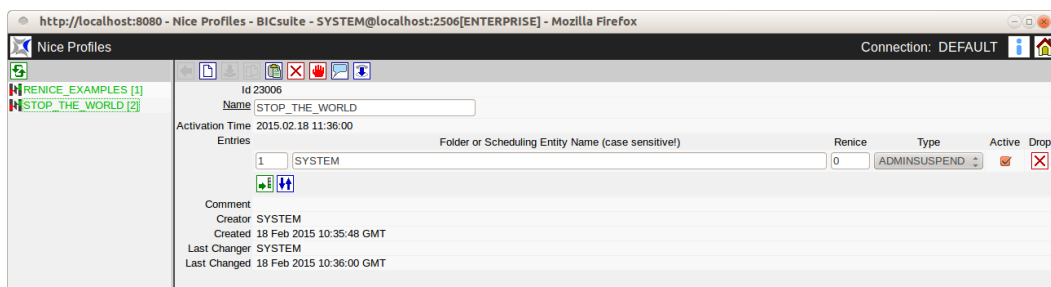 http://localhost:8080 - Nice Profiles - BICsuite - SYSTEM@localhost:2506[ENTERPRISE] - Mozilla Firefox
Nice Profiles Connection: DEFAULT
RENICE_EXAMPLES [1]
STOP_THE_WORLD [2]
Id 23006
Name STOP_THE_WORLD
Activation Time 2015.02.18 11:36:00
Entries Folder or Scheduling Entity Name (case sensitive!) Renice Type Active Drop
1 SYSTEM 0 ADMINSUSPEND
Comment
Creator SYSTEM
Created 18 Feb 2015 10:35:48 GMT
Last Changer SYSTEM
Last Changed 18 Feb 2015 10:36:00 GMT